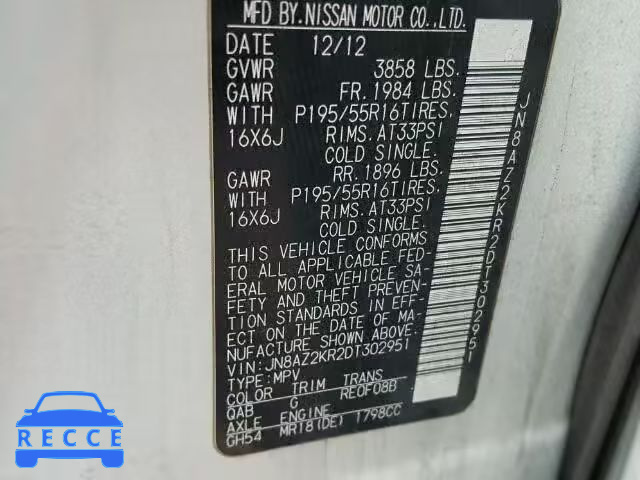 MFD BY.NISSAN MOTOR CO.,LTD.
DATE 12/12
GVWR 3858 LBS.
GAWR FR. 1984 LBS.
WITH P195/55R16TIRES,
16X6J RIMS. AT33PSI
COLD SINGLE.
GAWR RR. 1896 LBS.
WITH P195/55R16TIRES,
16X6J RIMS. AT33PSI
COLD SINGLE.
THIS VEHICLE CONFORMS
TO ALL APPLICABLE FED-
ERAL MOTOR VEHICLE SA-
FETY AND THEFT PREVEN-
TION STANDARDS IN EFF-
ECT ON THE DATE OF MA-
NUFACTURE SHOWN ABOVE.
VIN:JN8AZ2KR2DT302951
TYPE:MPV
COLOR TRIM TRANS
QAB G RE0F08B
AXLE ENGINE
GH54 MR18(DE) 1798CC
JN8AZ2KR2DT302951
RECCE